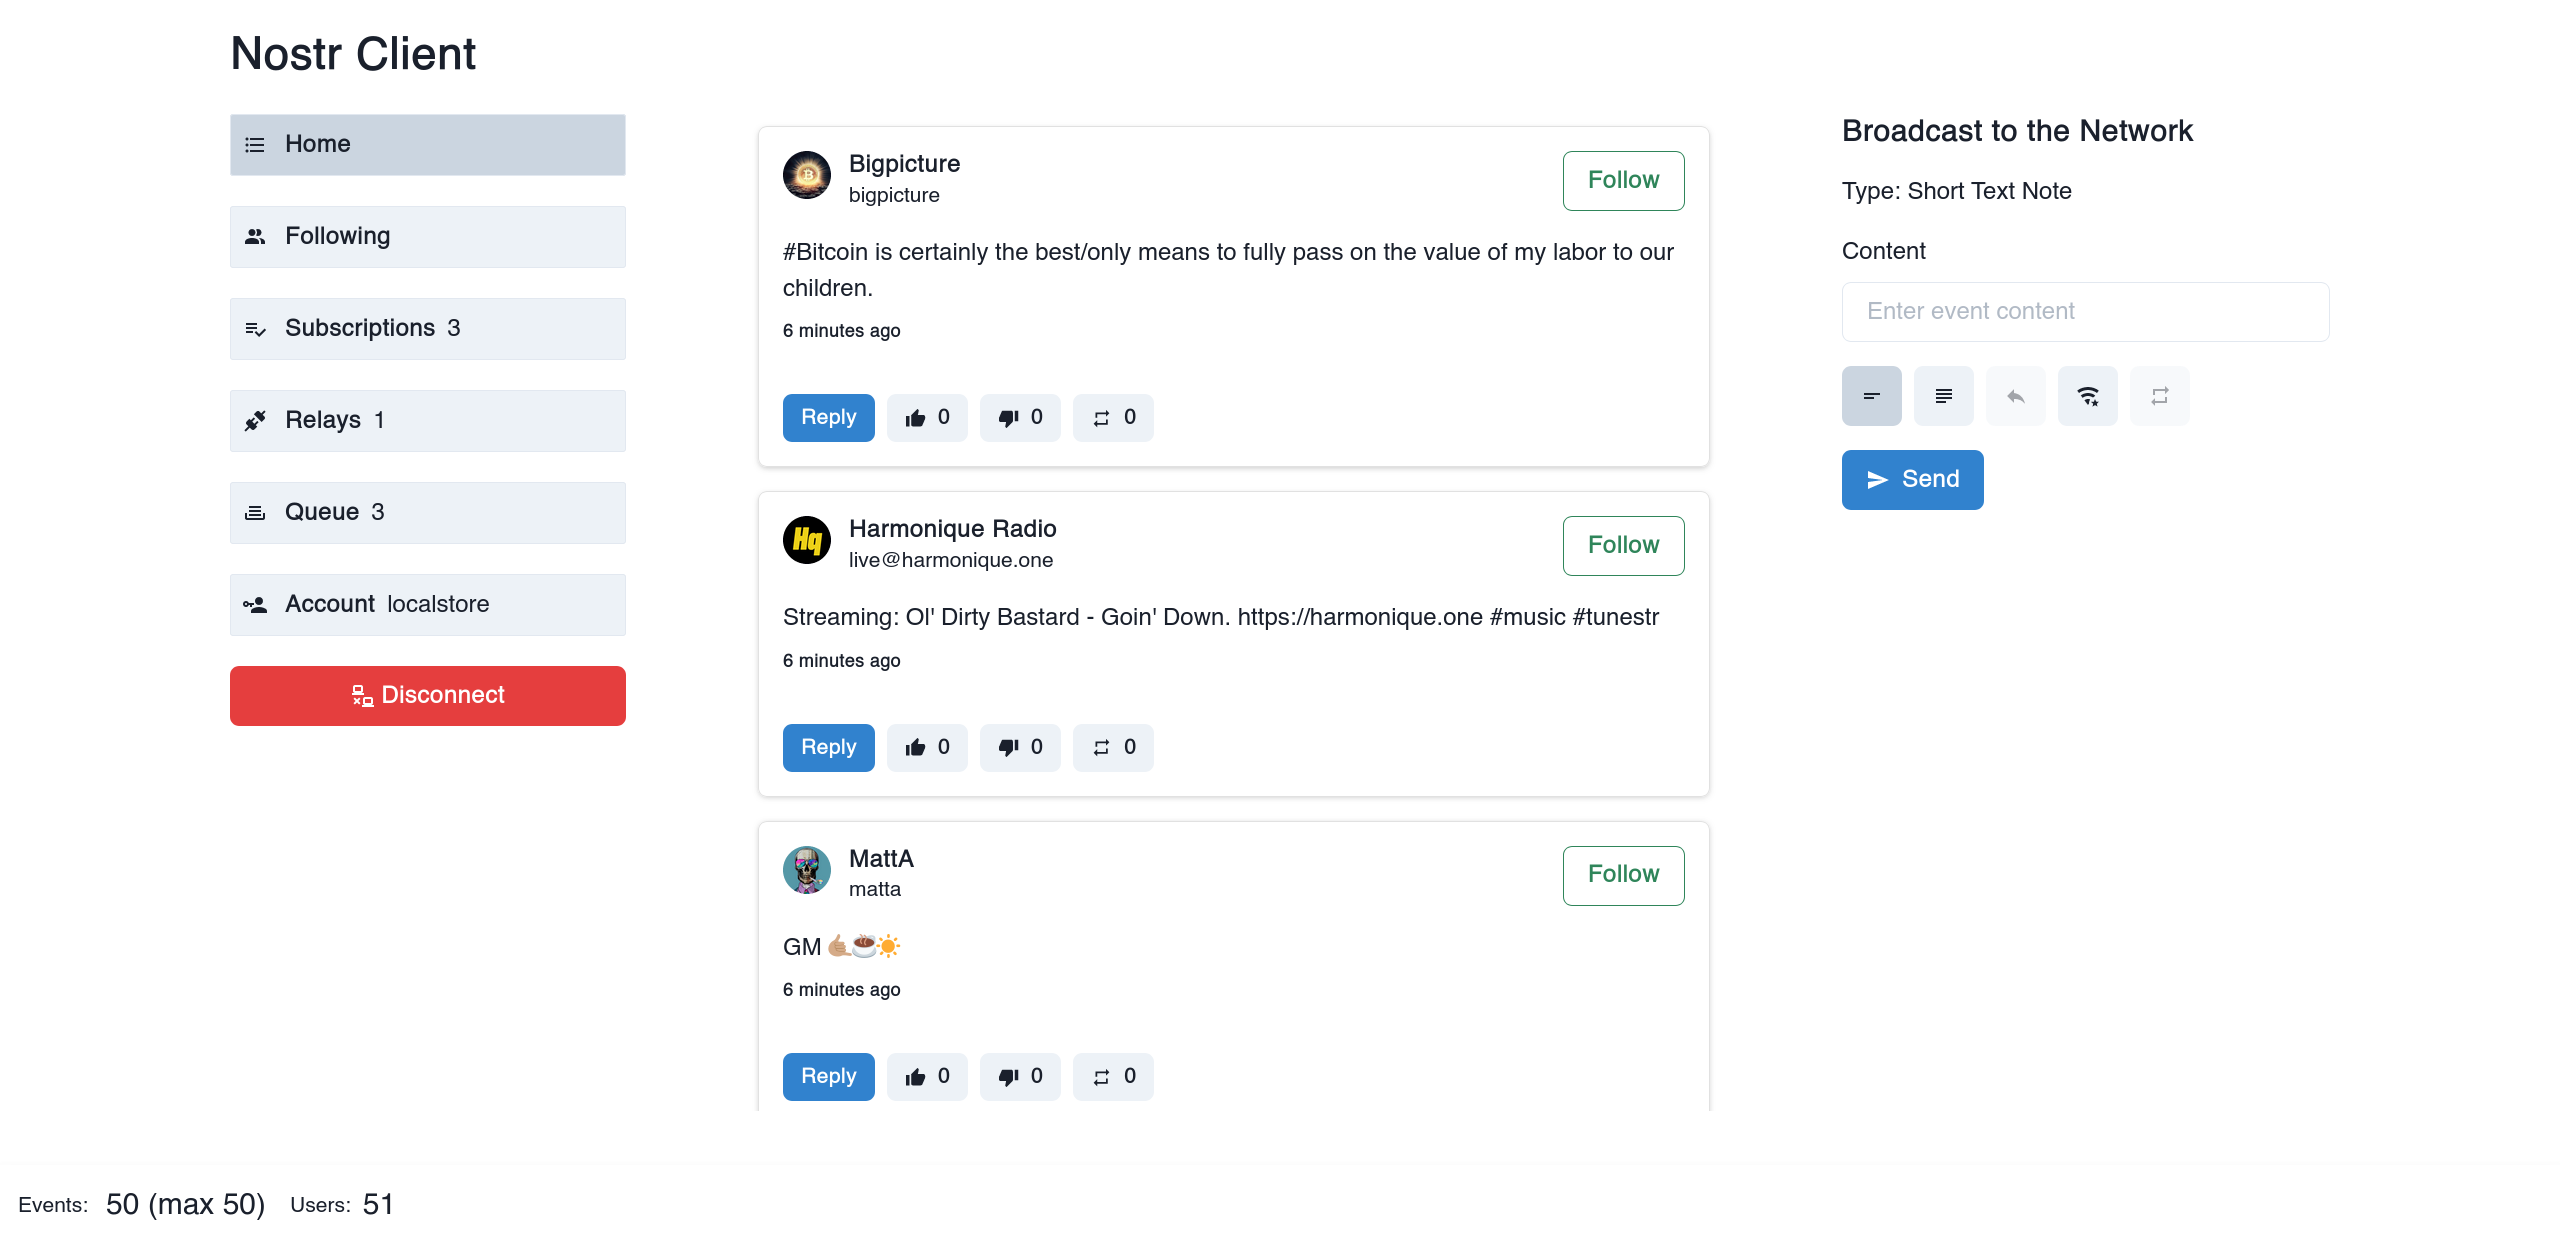 Nostr Client
Home
Following
Subscriptions 3
Relays 1
Queue 3
Account localstore
Disconnect
Bigpicture
bigpicture
Follow
#Bitcoin is certainly the best/only means to fully pass on the value of my labor to our
children.
6 minutes ago
Reply 0 0 0
Hq
Harmonique Radio
live@harmonique.one
Follow
Streaming: Ol' Dirty Bastard - Goin' Down. https://harmonique.one #music #tunestr
6 minutes ago
Reply 0 0 0
MattA
matta
Follow
GM 🤙🏼☕️☀️
6 minutes ago
Reply 0 0 0
Broadcast to the Network
Type: Short Text Note
Content
Enter event content
Send
Events: 50 (max 50) Users: 51